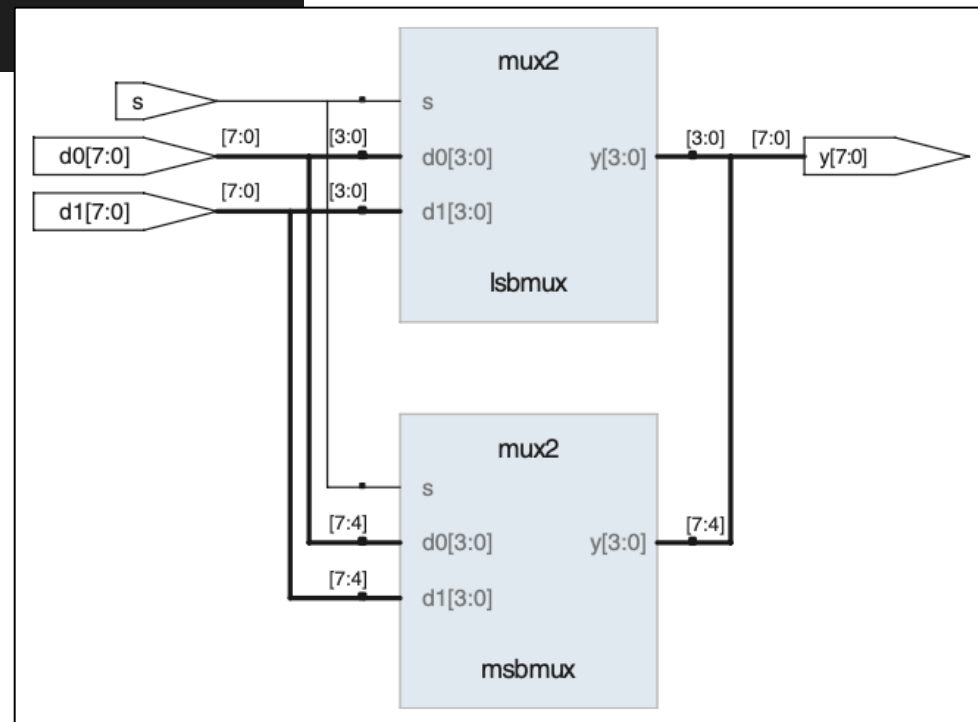 mux2
s
s
[7:0]
[3:0]
[3:0]
[7:0]
d0[7:0]
d0[3:0]
y[3:0]
y[7:0]
[7:0]
[3:0]
d1[7:0]
d1[3:0]
lsbmux
mux2
s
[7:4]
[7:4]
d0[3:0]
y[3:0]
[7:4]
d1[3:0]
msbmux